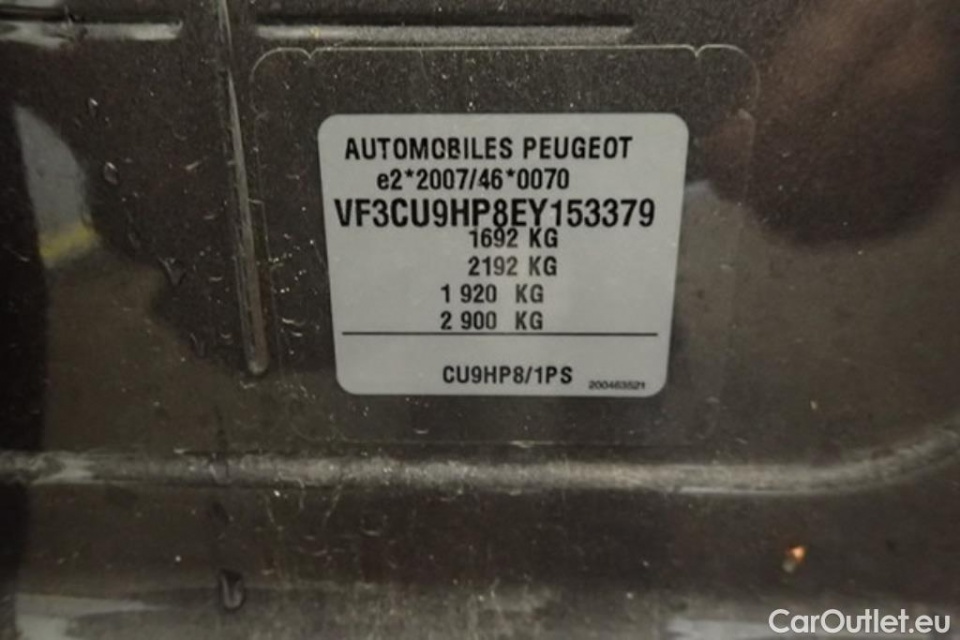 AUTOMOBILES PEUGEOT
e2*2007/46*0070
VF3CU9HP8EY153379
1692 KG
2192 KG
1 920 KG
2 900 KG
CU9HP8/1PS
200463521
CarOutlet.eu